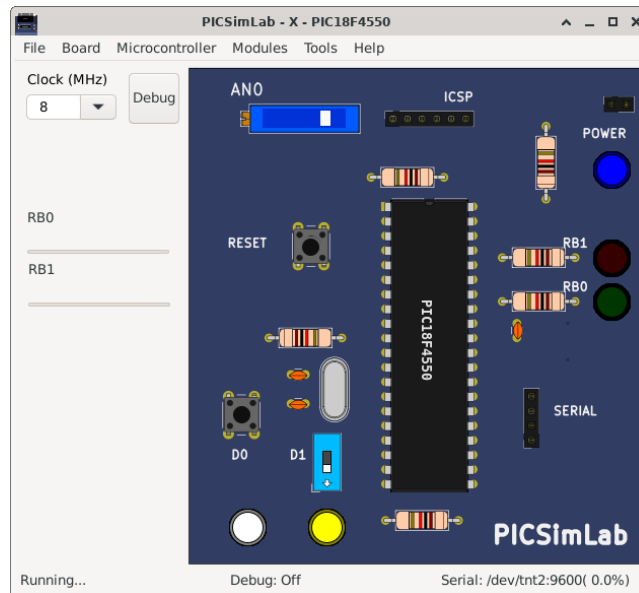 PICSimLab - X - PIC18F4550
File Board Microcontroller Modules Tools Help
Clock (MHz)
8
Debug
RB0
RB1
AN0
ICSP
POWER
RESET
RB1
RB0
PIC18F4550
SERIAL
D0
D1
PICSimLab
Running...
Debug: Off
Serial: /dev/tnt2:9600( 0.0%)